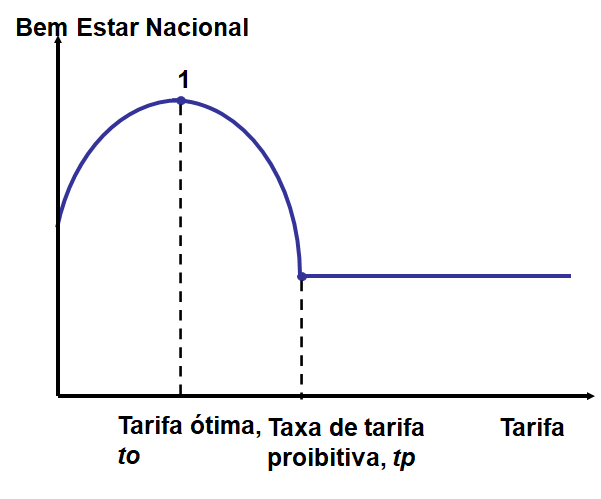 Bem Estar Nacional
1
Tarifa ótima,
to
Taxa de tarifa
proibitiva, tp
Tarifa